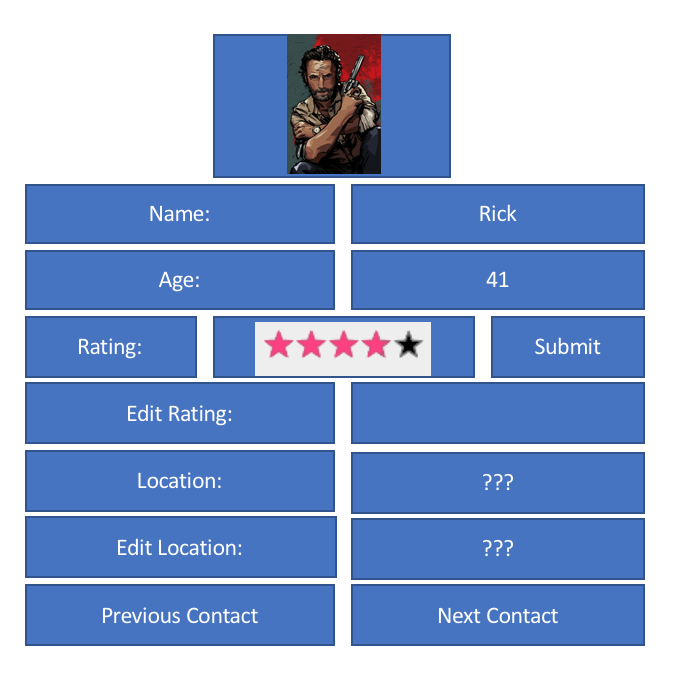 Name:
Rick
Age:
41
Rating:
Submit
Edit Rating:
Location:
???
Edit Location:
???
Previous Contact
Next Contact